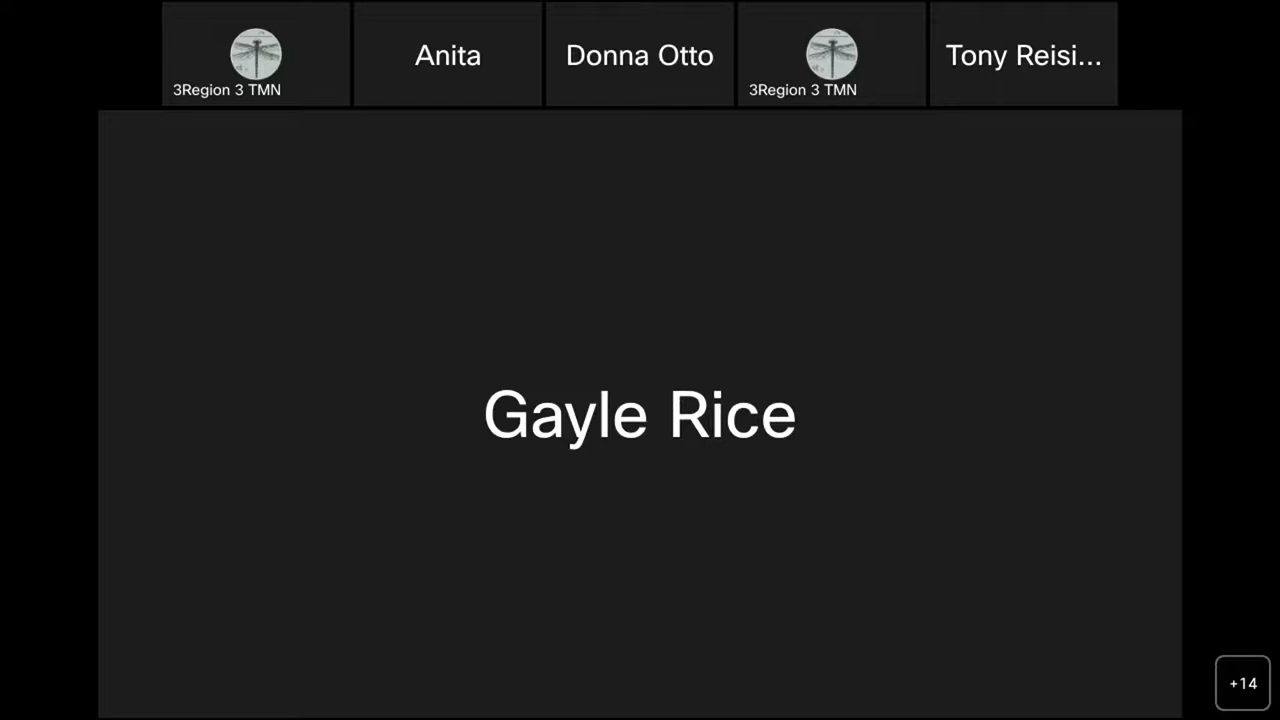 3Region 3 TMN
Anita
Donna Otto
3Region 3 TMN
Tony Reisi...
Gayle Rice
+14